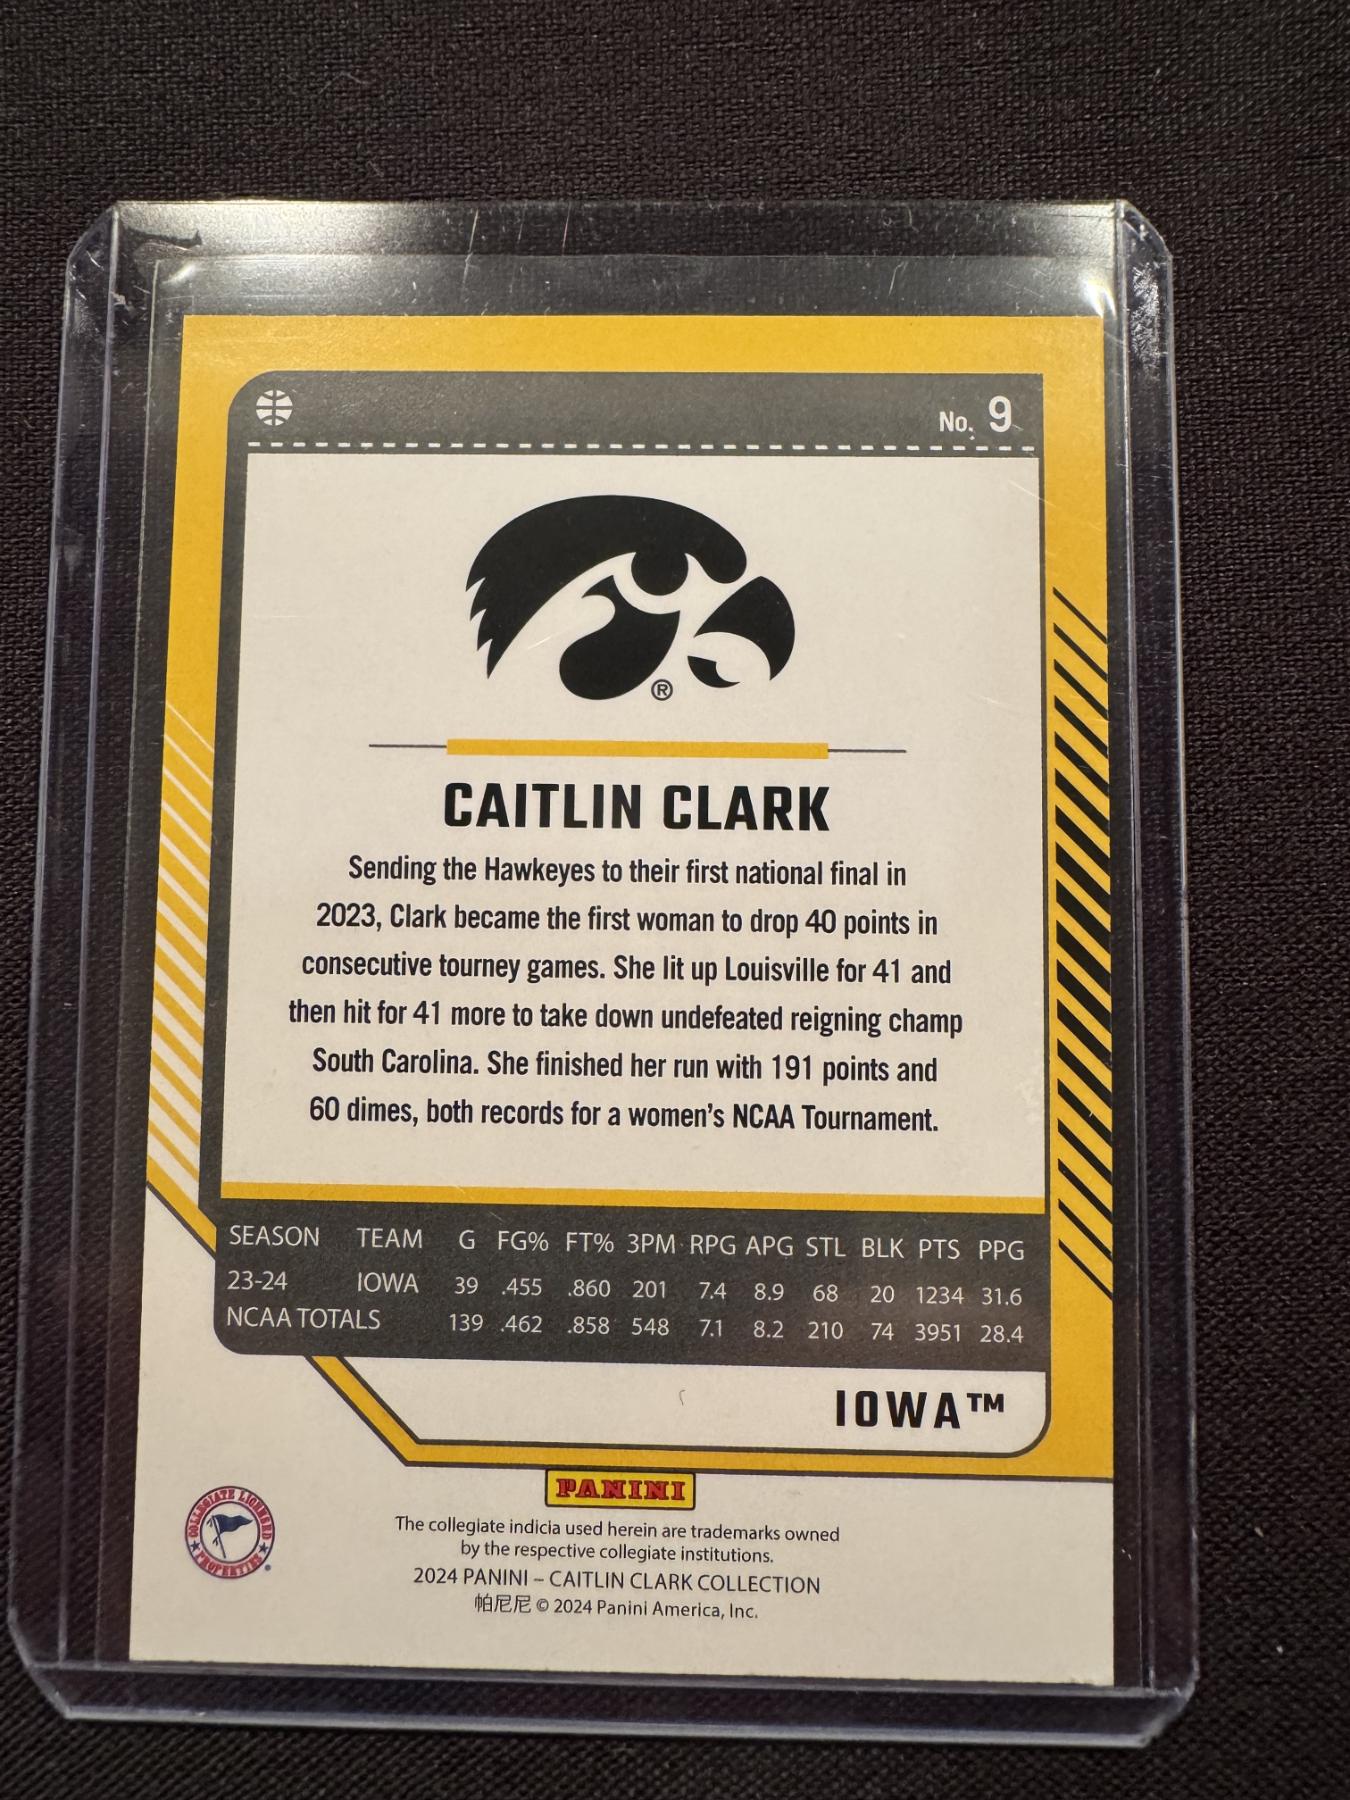 No. 9
®
CAITLIN CLARK
Sending the Hawkeyes to their first national final in
2023, Clark became the first woman to drop 40 points in
consecutive tourney games. She lit up Louisville for 41 and
then hit for 41 more to take down undefeated reigning champ
South Carolina. She finished her run with 191 points and
60 dimes, both records for a women's NCAA Tournament.
SEASON TEAM G FG% FT% 3PM RPG APG STL BLK PTS PPG
23-24 IOWA 39 .455 .860 201 7.4 8.9 68 20 1234 31.6
NCAA TOTALS 139 .462 .858 548 7.1 8.2 210 74 3951 28.4
IOWA™
PANINI
COLLEGIATE LICENSED PROPERTIES
The collegiate indicia used herein are trademarks owned
by the respective collegiate institutions.
2024 PANINI – CAITLIN CLARK COLLECTION
帕尼尼 © 2024 Panini America, Inc.